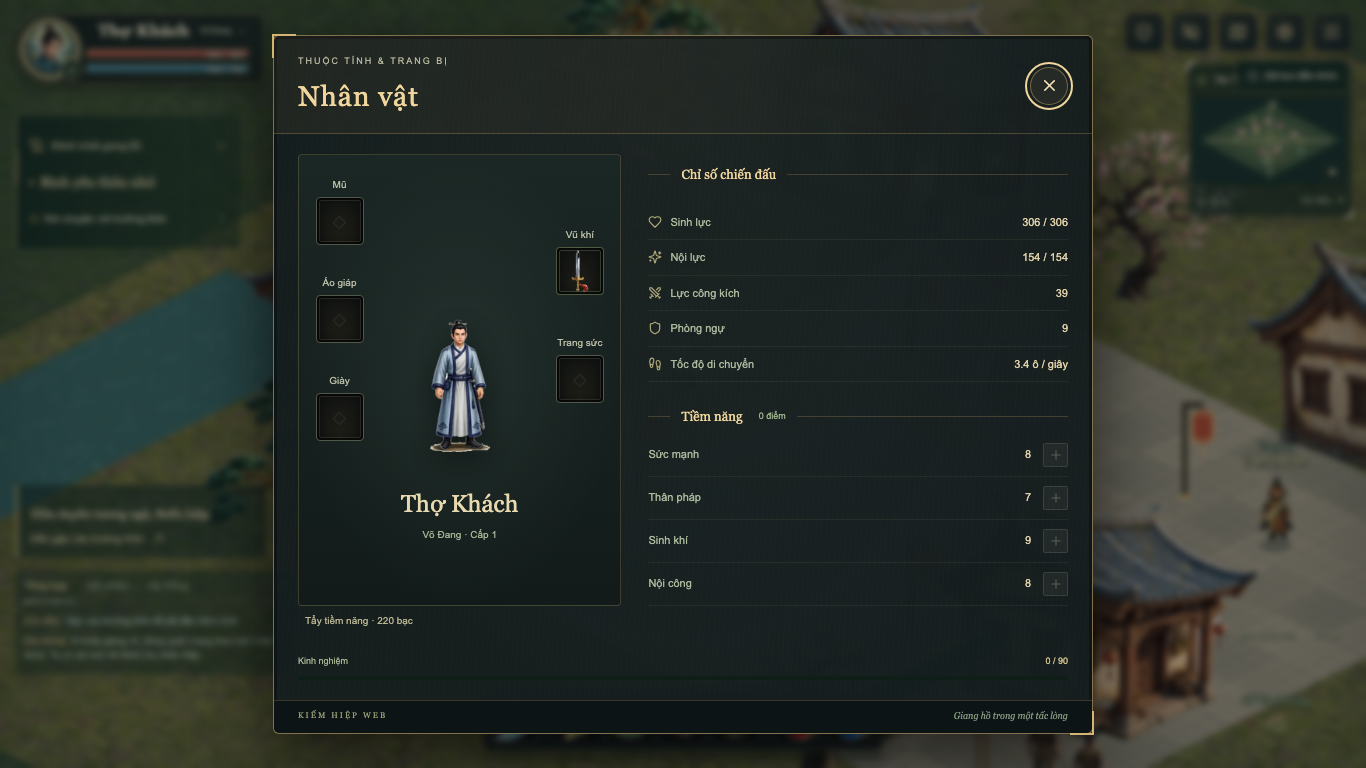 Thợ Khách
THUỘC TÍNH & TRANG BỊ
Nhân vật
Mũ
Vũ khí
Áo giáp
Trang sức
Giày
Thợ Khách
Võ Đang · Cấp 1
Tẩy tiềm năng · 220 bạc
Chỉ số chiến đấu
Sinh lực 306 / 306
Nội lực 154 / 154
Lực công kích 39
Phòng ngự 9
Tốc độ di chuyển 3.4 ô / giây
Tiềm năng 0 điểm
Sức mạnh 8
Thân pháp 7
Sinh khí 9
Nội công 8
Kinh nghiệm 0 / 90
KIẾM HIỆP WEB
Giang hồ trong một tấc lòng